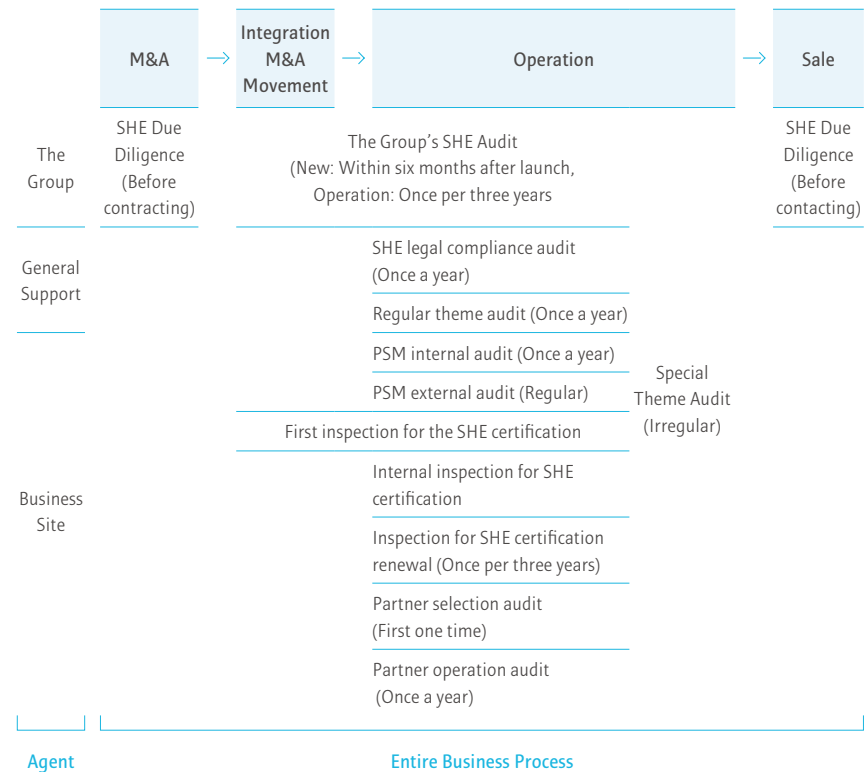 M&A
→
Integration
M&A
Movement
→
Operation
→
Sale
The
Group
SHE Due
Diligence
(Before
contracting)
The Group's SHE Audit
(New: Within six months after launch,
Operation: Once per three years
SHE Due
Diligence
(Before
contacting)
General
Support
SHE legal compliance audit
(Once a year)
Regular theme audit (Once a year)
Business
Site
PSM internal audit (Once a year)
PSM external audit (Regular)
First inspection for the SHE certification
Internal inspection for SHE
certification
Inspection for SHE certification
renewal (Once per three years)
Partner selection audit
(First one time)
Partner operation audit
(Once a year)
Special
Theme Audit
(Irregular)
Agent
Entire Business Process